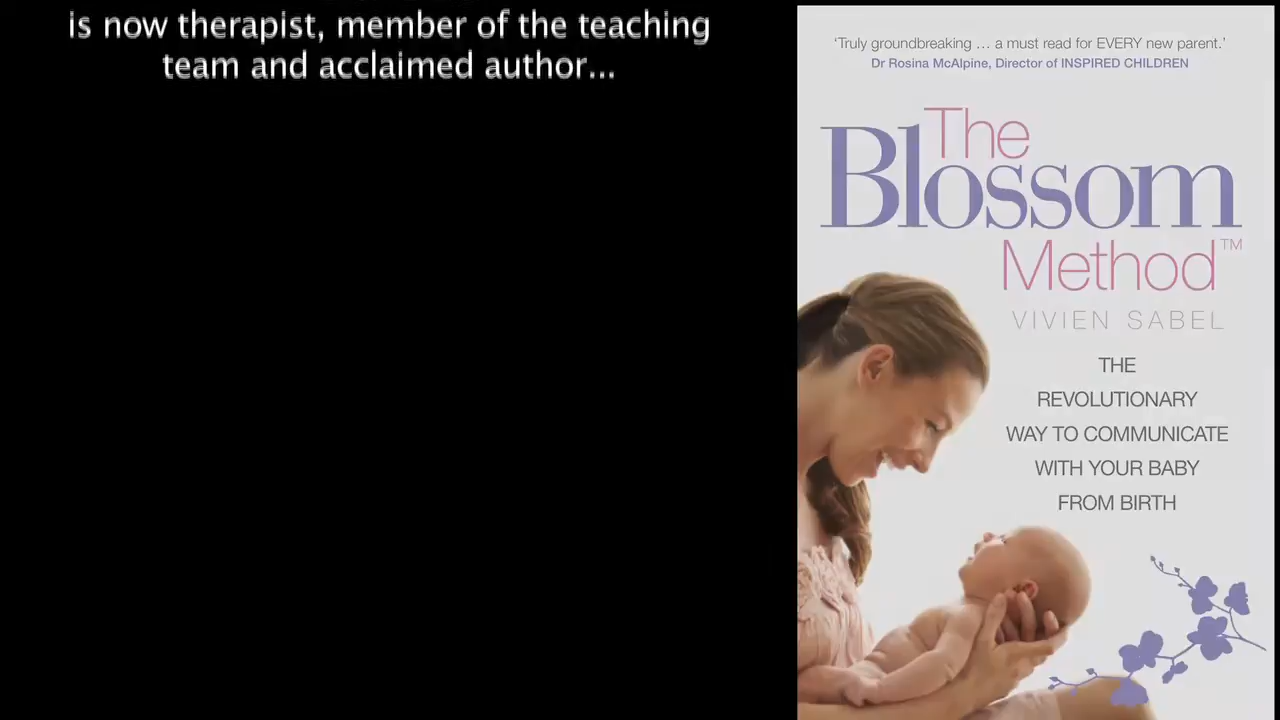 is now therapist, member of the teaching
team and acclaimed author...
‘Truly groundbreaking ... a must read for EVERY new parent.’
Dr Rosina McAlpine, Director of INSPIRED CHILDREN
The
Blossom
Method™
VIVIEN SABEL
THE
REVOLUTIONARY
WAY TO COMMUNICATE
WITH YOUR BABY
FROM BIRTH